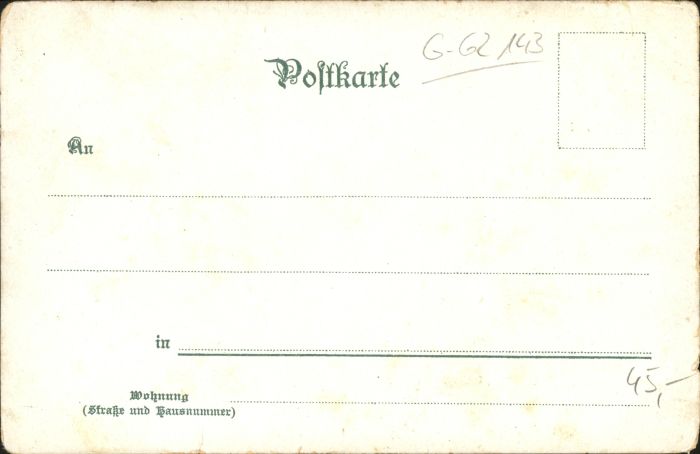 G-G2 143
Postkarte
An
in
45,-
Wohnung
(Straße und Hausnummer)